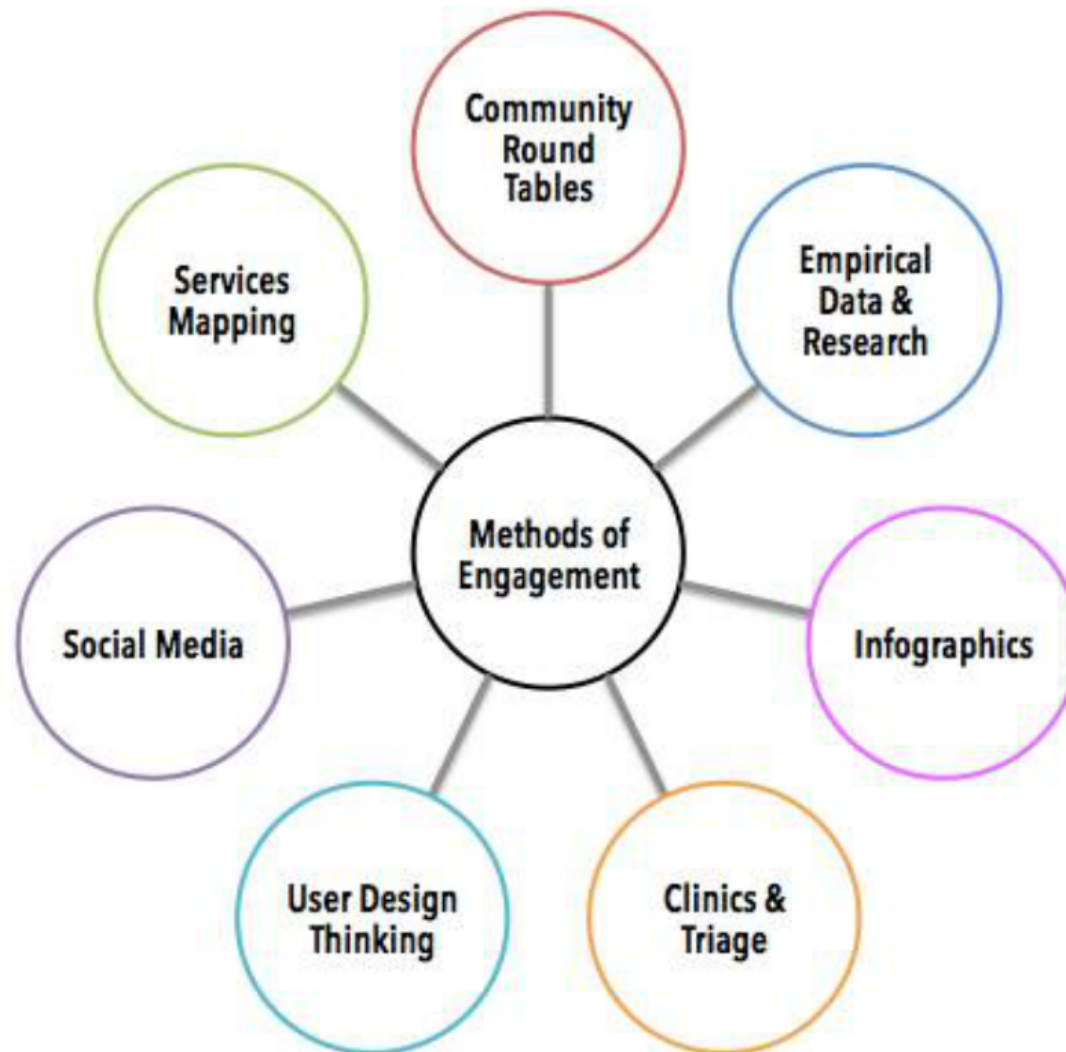 Community
Round
Tables
Empirical
Data &
Research
Services
Mapping
Methods of
Engagement
Social Media
Infographics
User Design
Thinking
Clinics &
Triage